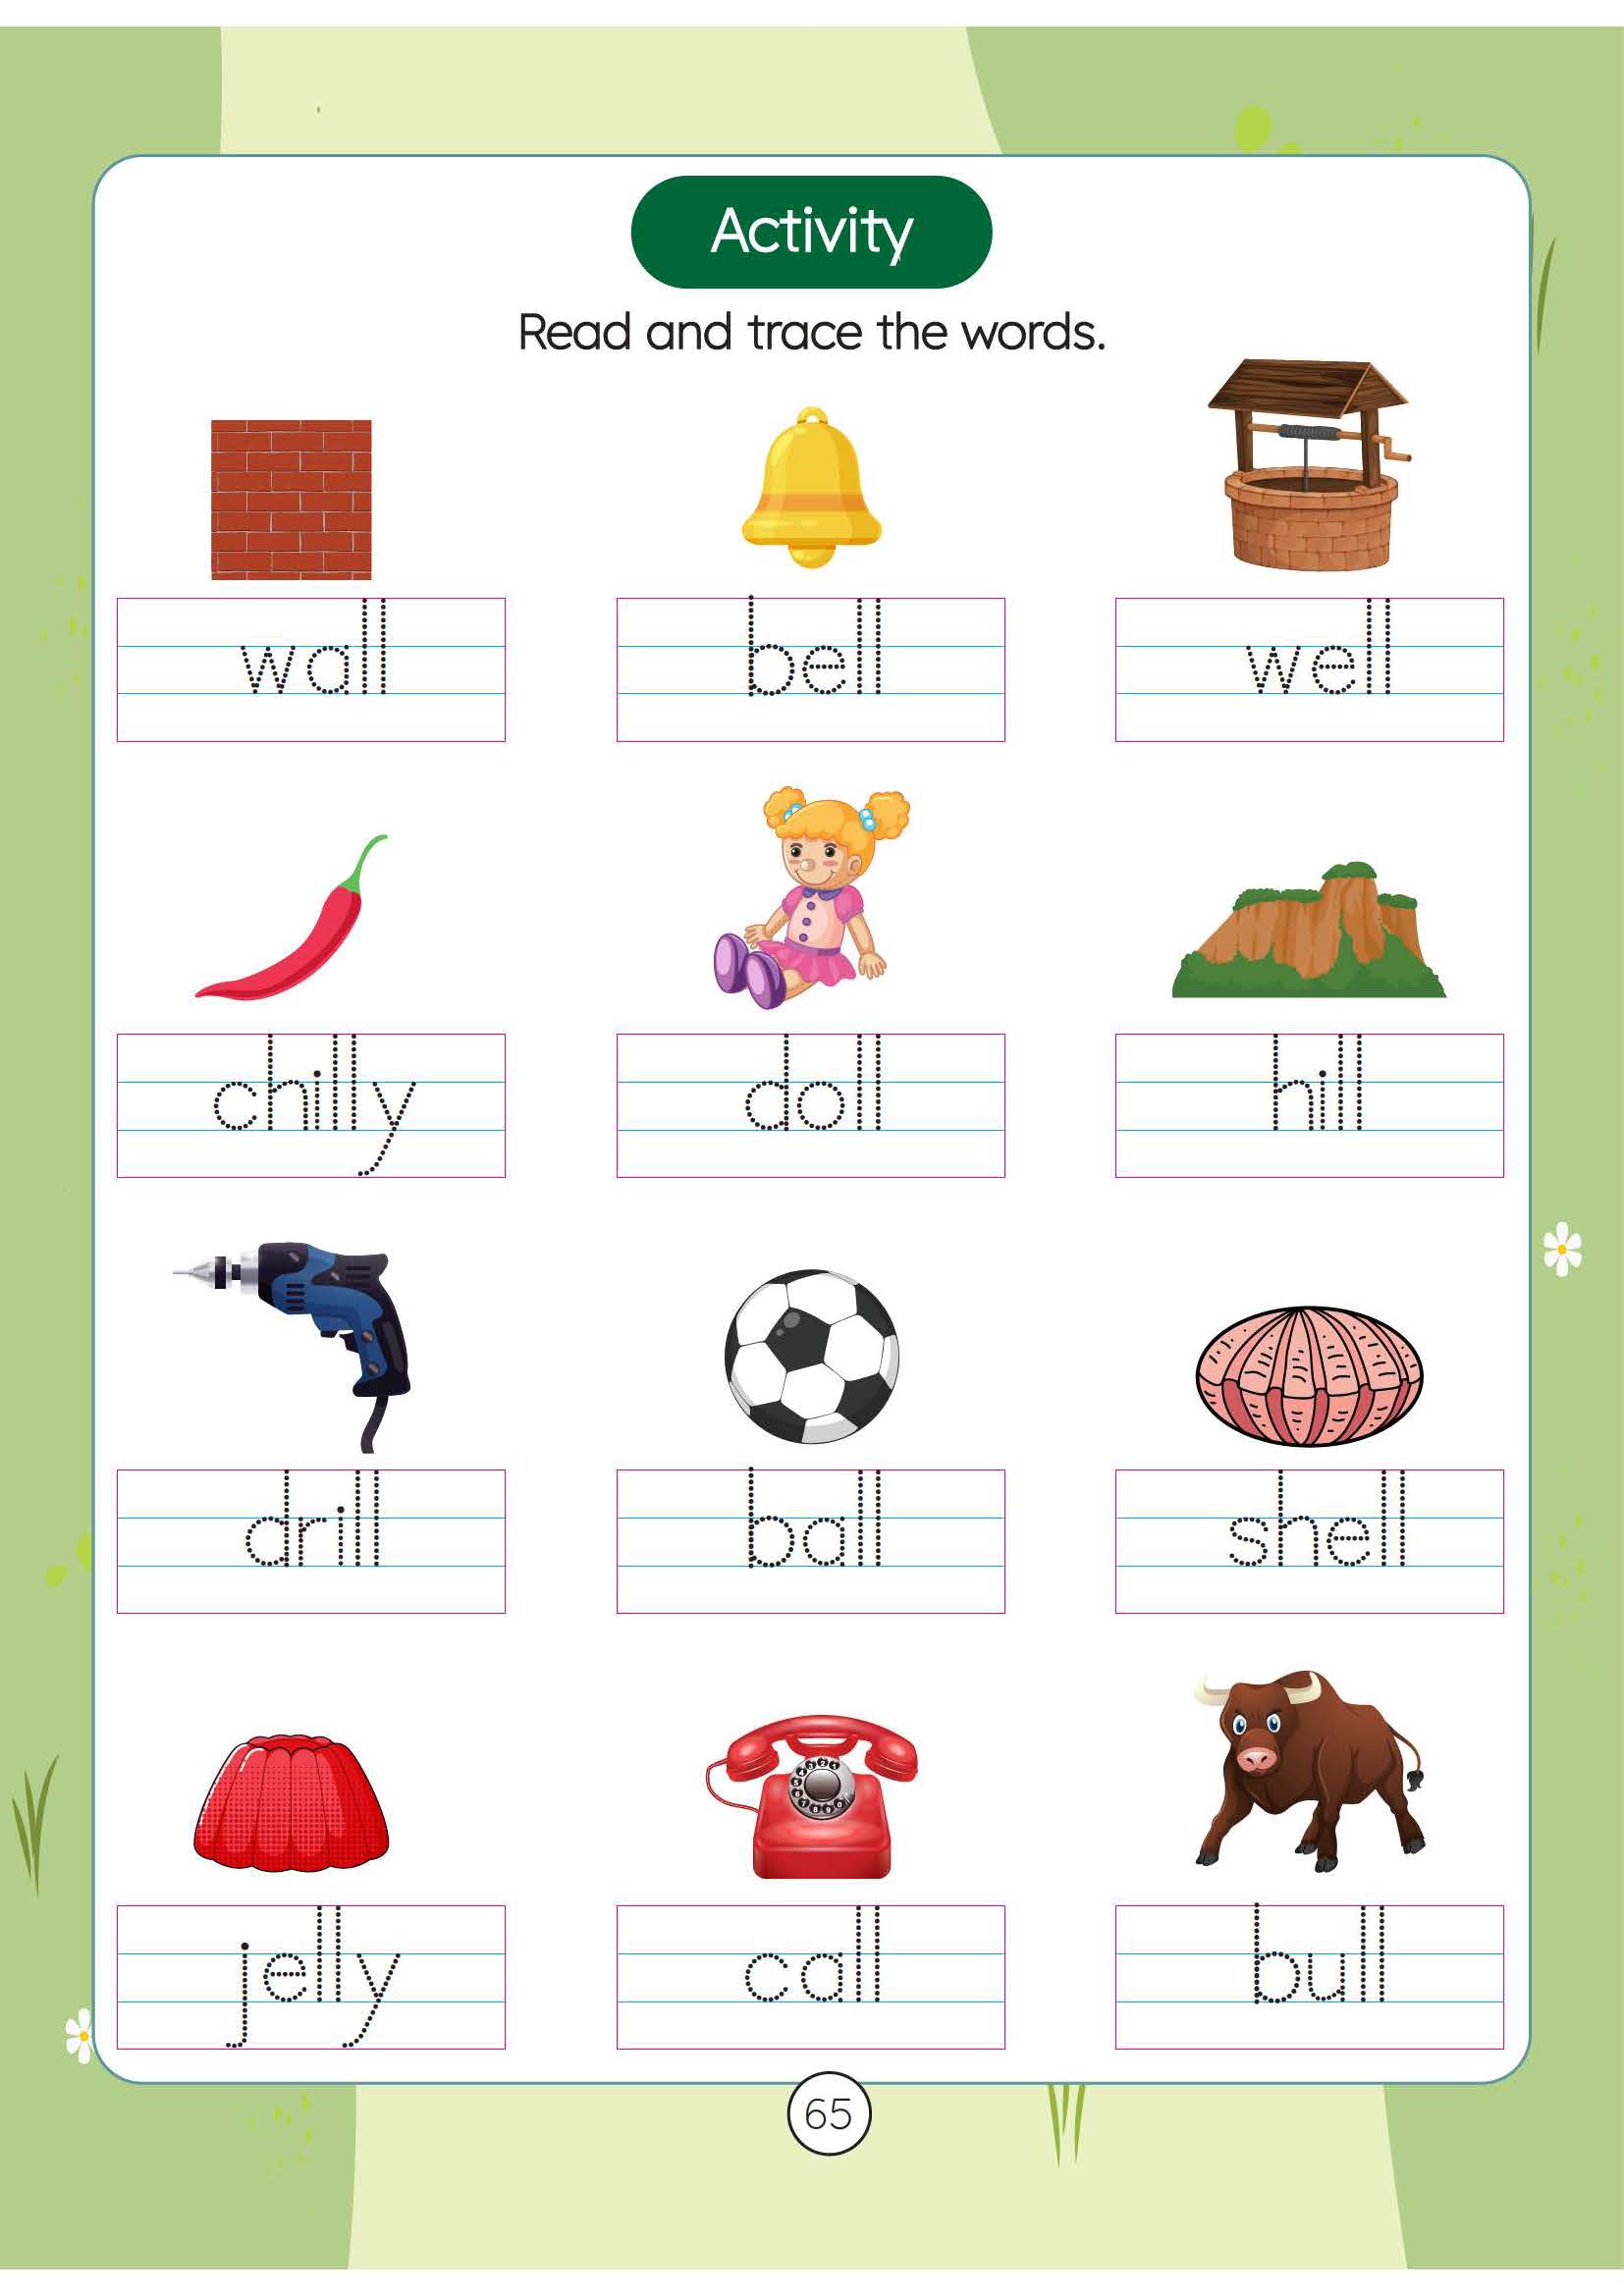 Activity
Read and trace the words.
wall bell well
chilly doll hill
drill ball shell
jelly call bull
65